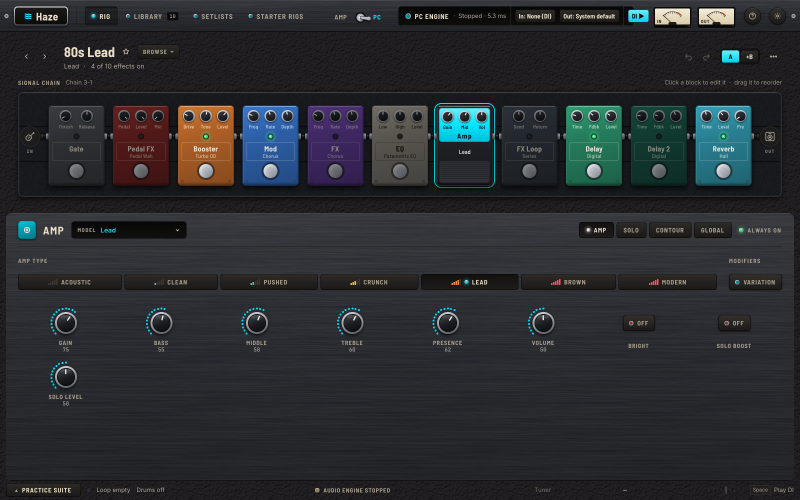 Haze
RIG
LIBRARY 10
SETLISTS
STARTER RIGS
AMP PC
PC ENGINE Stopped · 5.3 ms
In: None (DI)
Out: System default
DI ▶
IN
OUT
80s Lead
BROWSE
Lead · 4 of 10 effects on
A
SIGNAL CHAIN Chain 3-1
Click a block to edit it · drag it to reorder
IN
Thresh Release
Gate
Pedal Level Pos
Pedal FX
Pedal Wah
Drive Tone Level
Booster
Turbo OD
Freq Rate Depth
Mod
Chorus
Freq Rate Depth
FX
Chorus
Low High Level
EQ
Parametric EQ
Gain Mid Vol
Amp
Lead
Send Return
FX Loop
Series
Time Fdbk Level
Delay
Digital
Time Fdbk Level
Delay 2
Digital
Time Level Pre
Reverb
Hall
OUT
AMP
MODEL Lead
AMP
SOLO
CONTOUR
GLOBAL
ALWAYS ON
AMP TYPE
MODIFIERS
ACOUSTIC
CLEAN
PUSHED
CRUNCH
LEAD
BROWN
MODERN
VARIATION
GAIN
75
BASS
55
MIDDLE
58
TREBLE
60
PRESENCE
62
VOLUME
50
OFF
BRIGHT
OFF
SOLO BOOST
SOLO LEVEL
50
PRACTICE SUITE
Loop empty Drums off
AUDIO ENGINE STOPPED
Tuner
–
Space Play DI